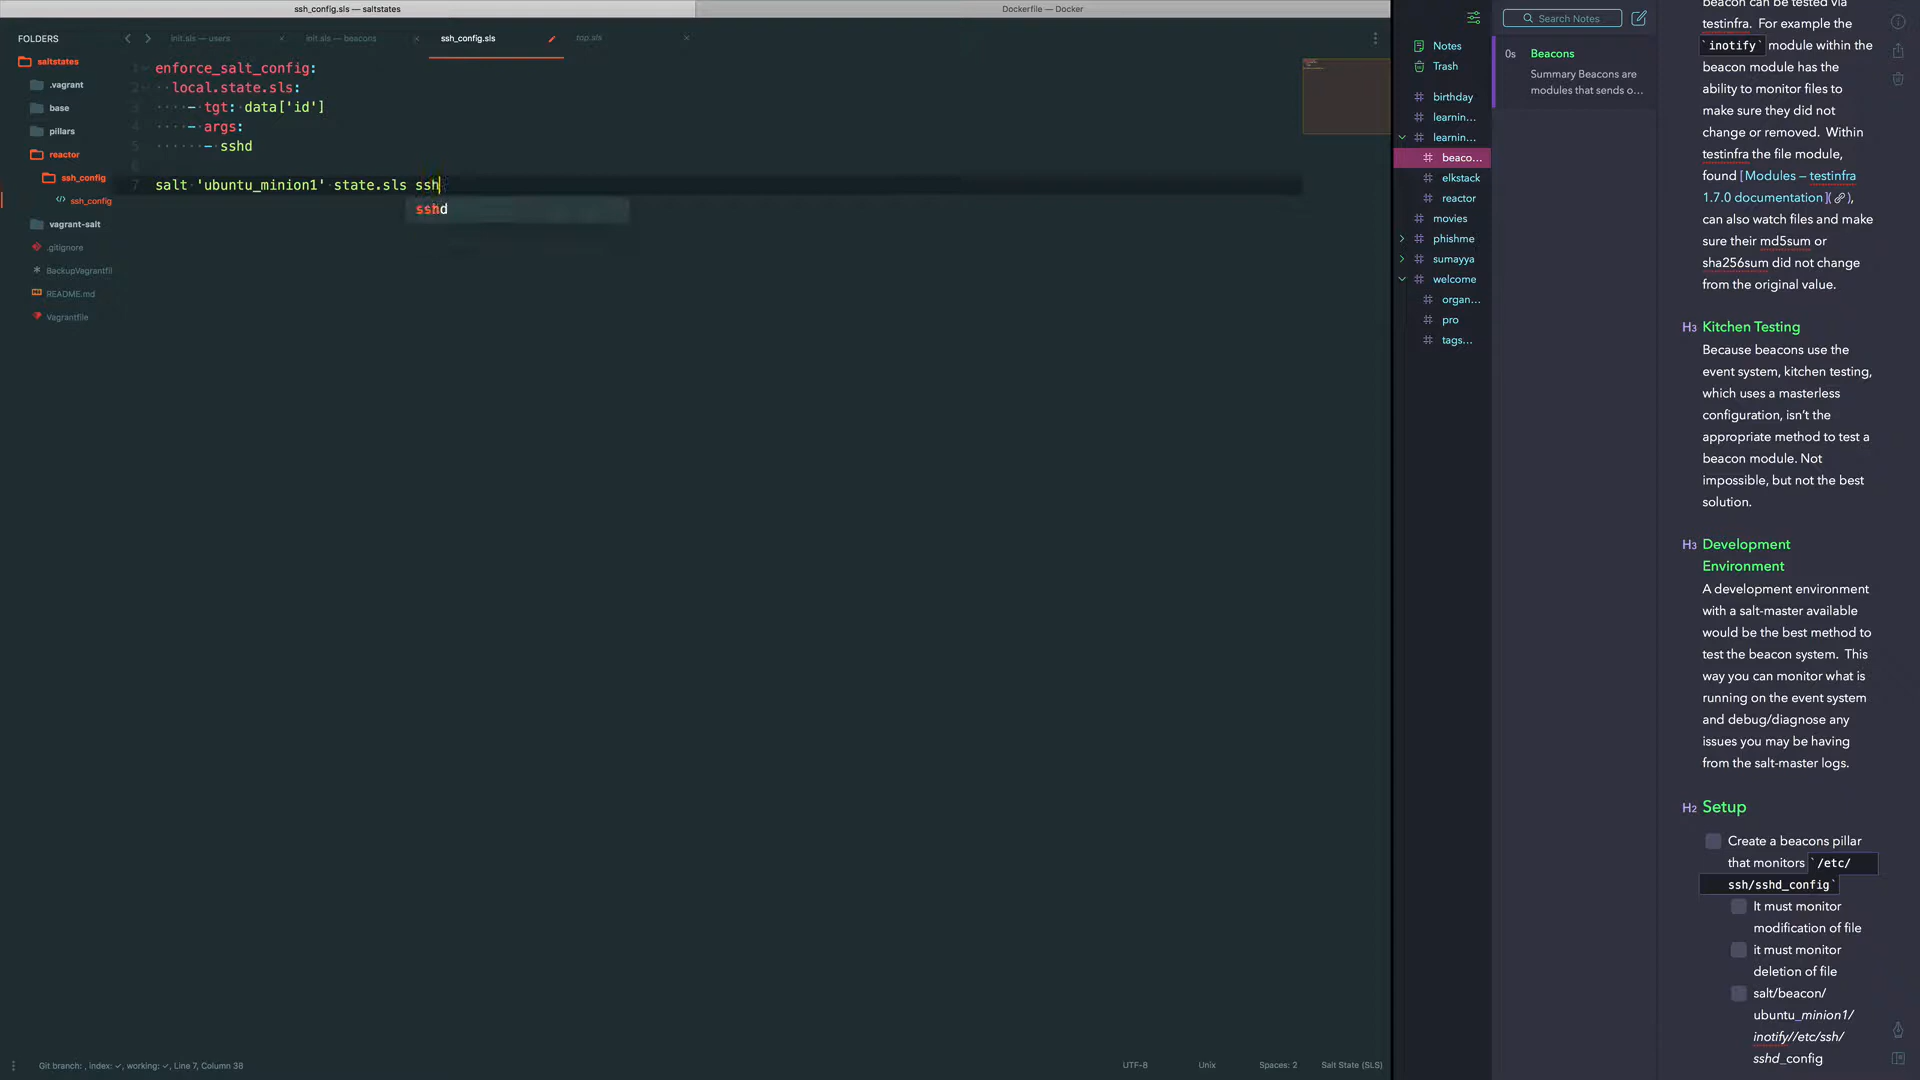 ssh_config.sls — saltstates
Dockerfile — Docker
FOLDERS
saltstates
.vagrant
base
pillars
reactor
ssh_config
ssh_config
vagrant-salt
.gitignore
BackupVagrantfil
README.md
Vagrantfile
init.sls — users
init.sls — beacons
ssh_config.sls
top.sls
1 enforce_salt_config:
2 local.state.sls:
3 - tgt: data['id']
4 - args:
5 - sshd
6
7 salt 'ubuntu_minion1' state.sls ssh
sshd
Git branch: , index: ✓, working: ✓, Line 7, Column 38
UTF-8
Unix
Spaces: 2
Salt State (SLS)
Notes
Trash
birthday
learnin...
learnin...
beaco...
elkstack
reactor
movies
phishme
sumayya
welcome
organ...
pro
tags...
Search Notes
0s
Beacons
Summary Beacons are
modules that sends o...
beacon can be tested via
testinfra. For example the
`inotify` module within the
beacon module has the
ability to monitor files to
make sure they did not
change or removed. Within
testinfra the file module,
found [Modules — testinfra
1.7.0 documentation](),
can also watch files and make
sure their md5sum or
sha256sum did not change
from the original value.
H3 Kitchen Testing
Because beacons use the
event system, kitchen testing,
which uses a masterless
configuration, isn't the
appropriate method to test a
beacon module. Not
impossible, but not the best
solution.
H3 Development
Environment
A development environment
with a salt-master available
would be the best method to
test the beacon system. This
way you can monitor what is
running on the event system
and debug/diagnose any
issues you may be having
from the salt-master logs.
H2 Setup
Create a beacons pillar
that monitors `/etc/
ssh/sshd_config`
It must monitor
modification of file
it must monitor
deletion of file
salt/beacon/
ubuntu_minion1/
inotify//etc/ssh/
sshd_config